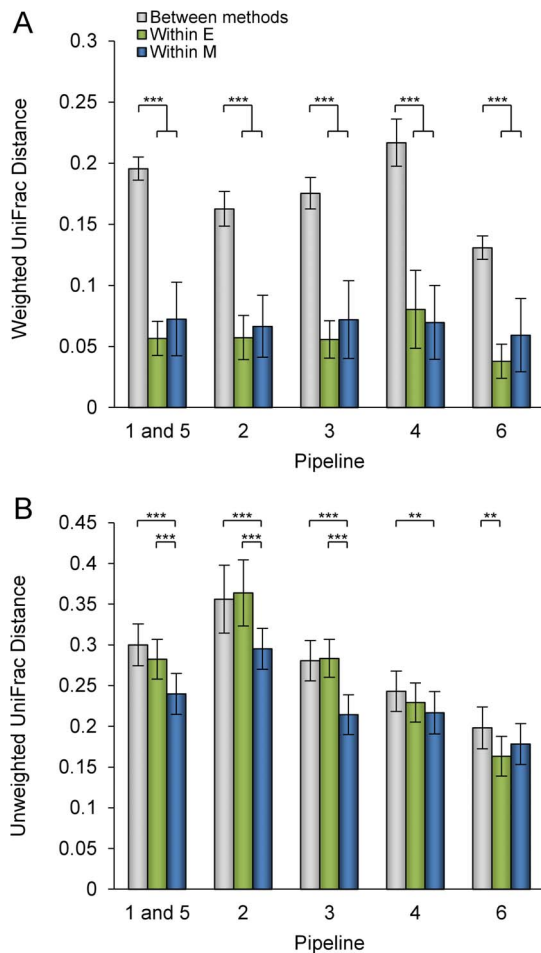 A
Between methods
Within E
Within M
Weighted UniFrac Distance
0.3
0.25
0.2
0.15
0.1
0.05
0
*** *** *** *** ***
1 and 5 2 3 4 6
Pipeline
B
Unweighted UniFrac Distance
0.45
0.4
0.35
0.3
0.25
0.2
0.15
0.1
0.05
0
*** *** *** ** **
*** *** ***
1 and 5 2 3 4 6
Pipeline